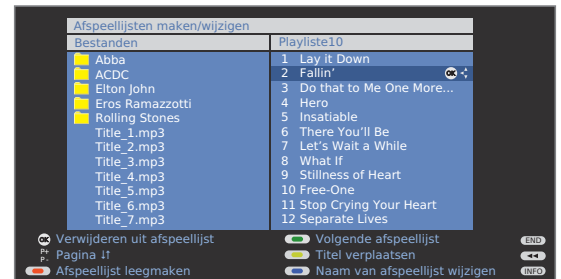 Afspeellijsten maken/wijzigen
Bestanden
Abba
ACDC
Elton John
Eros Ramazzotti
Rolling Stones
Title_1.mp3
Title_2.mp3
Title_3.mp3
Title_4.mp3
Title_5.mp3
Title_6.mp3
Title_7.mp3
Playliste10
1 Lay it Down
2 Fallin’ OK
3 Do that to Me One More...
4 Hero
5 Insatiable
6 There You’ll Be
7 Let’s Wait a While
8 What If
9 Stillness of Heart
10 Free-One
11 Stop Crying Your Heart
12 Separate Lives
OK Verwijderen uit afspeellijst
P+ P- Pagina ↓↑
Afspeellijst leegmaken
Volgende afspeellijst
Titel verplaatsen
Naam van afspeellijst wijzigen
END
INFO